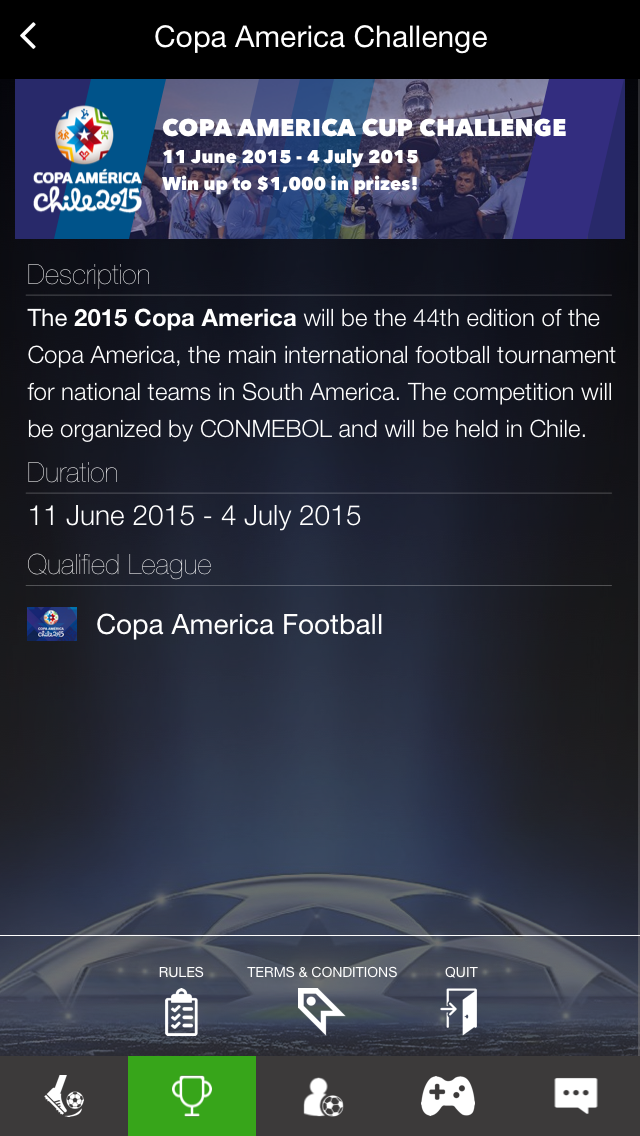 Copa America Challenge
COPA AMÉRICA
Chile2015
COPA AMERICA CUP CHALLENGE
11 June 2015 - 4 July 2015
Win up to $1,000 in prizes!
Description
The 2015 Copa America will be the 44th edition of the
Copa America, the main international football tournament
for national teams in South America. The competition will
be organized by CONMEBOL and will be held in Chile.
Duration
11 June 2015 - 4 July 2015
Qualified League
COPA AMÉRICA
Chile2015
Copa America Football
RULES
TERMS & CONDITIONS
QUIT